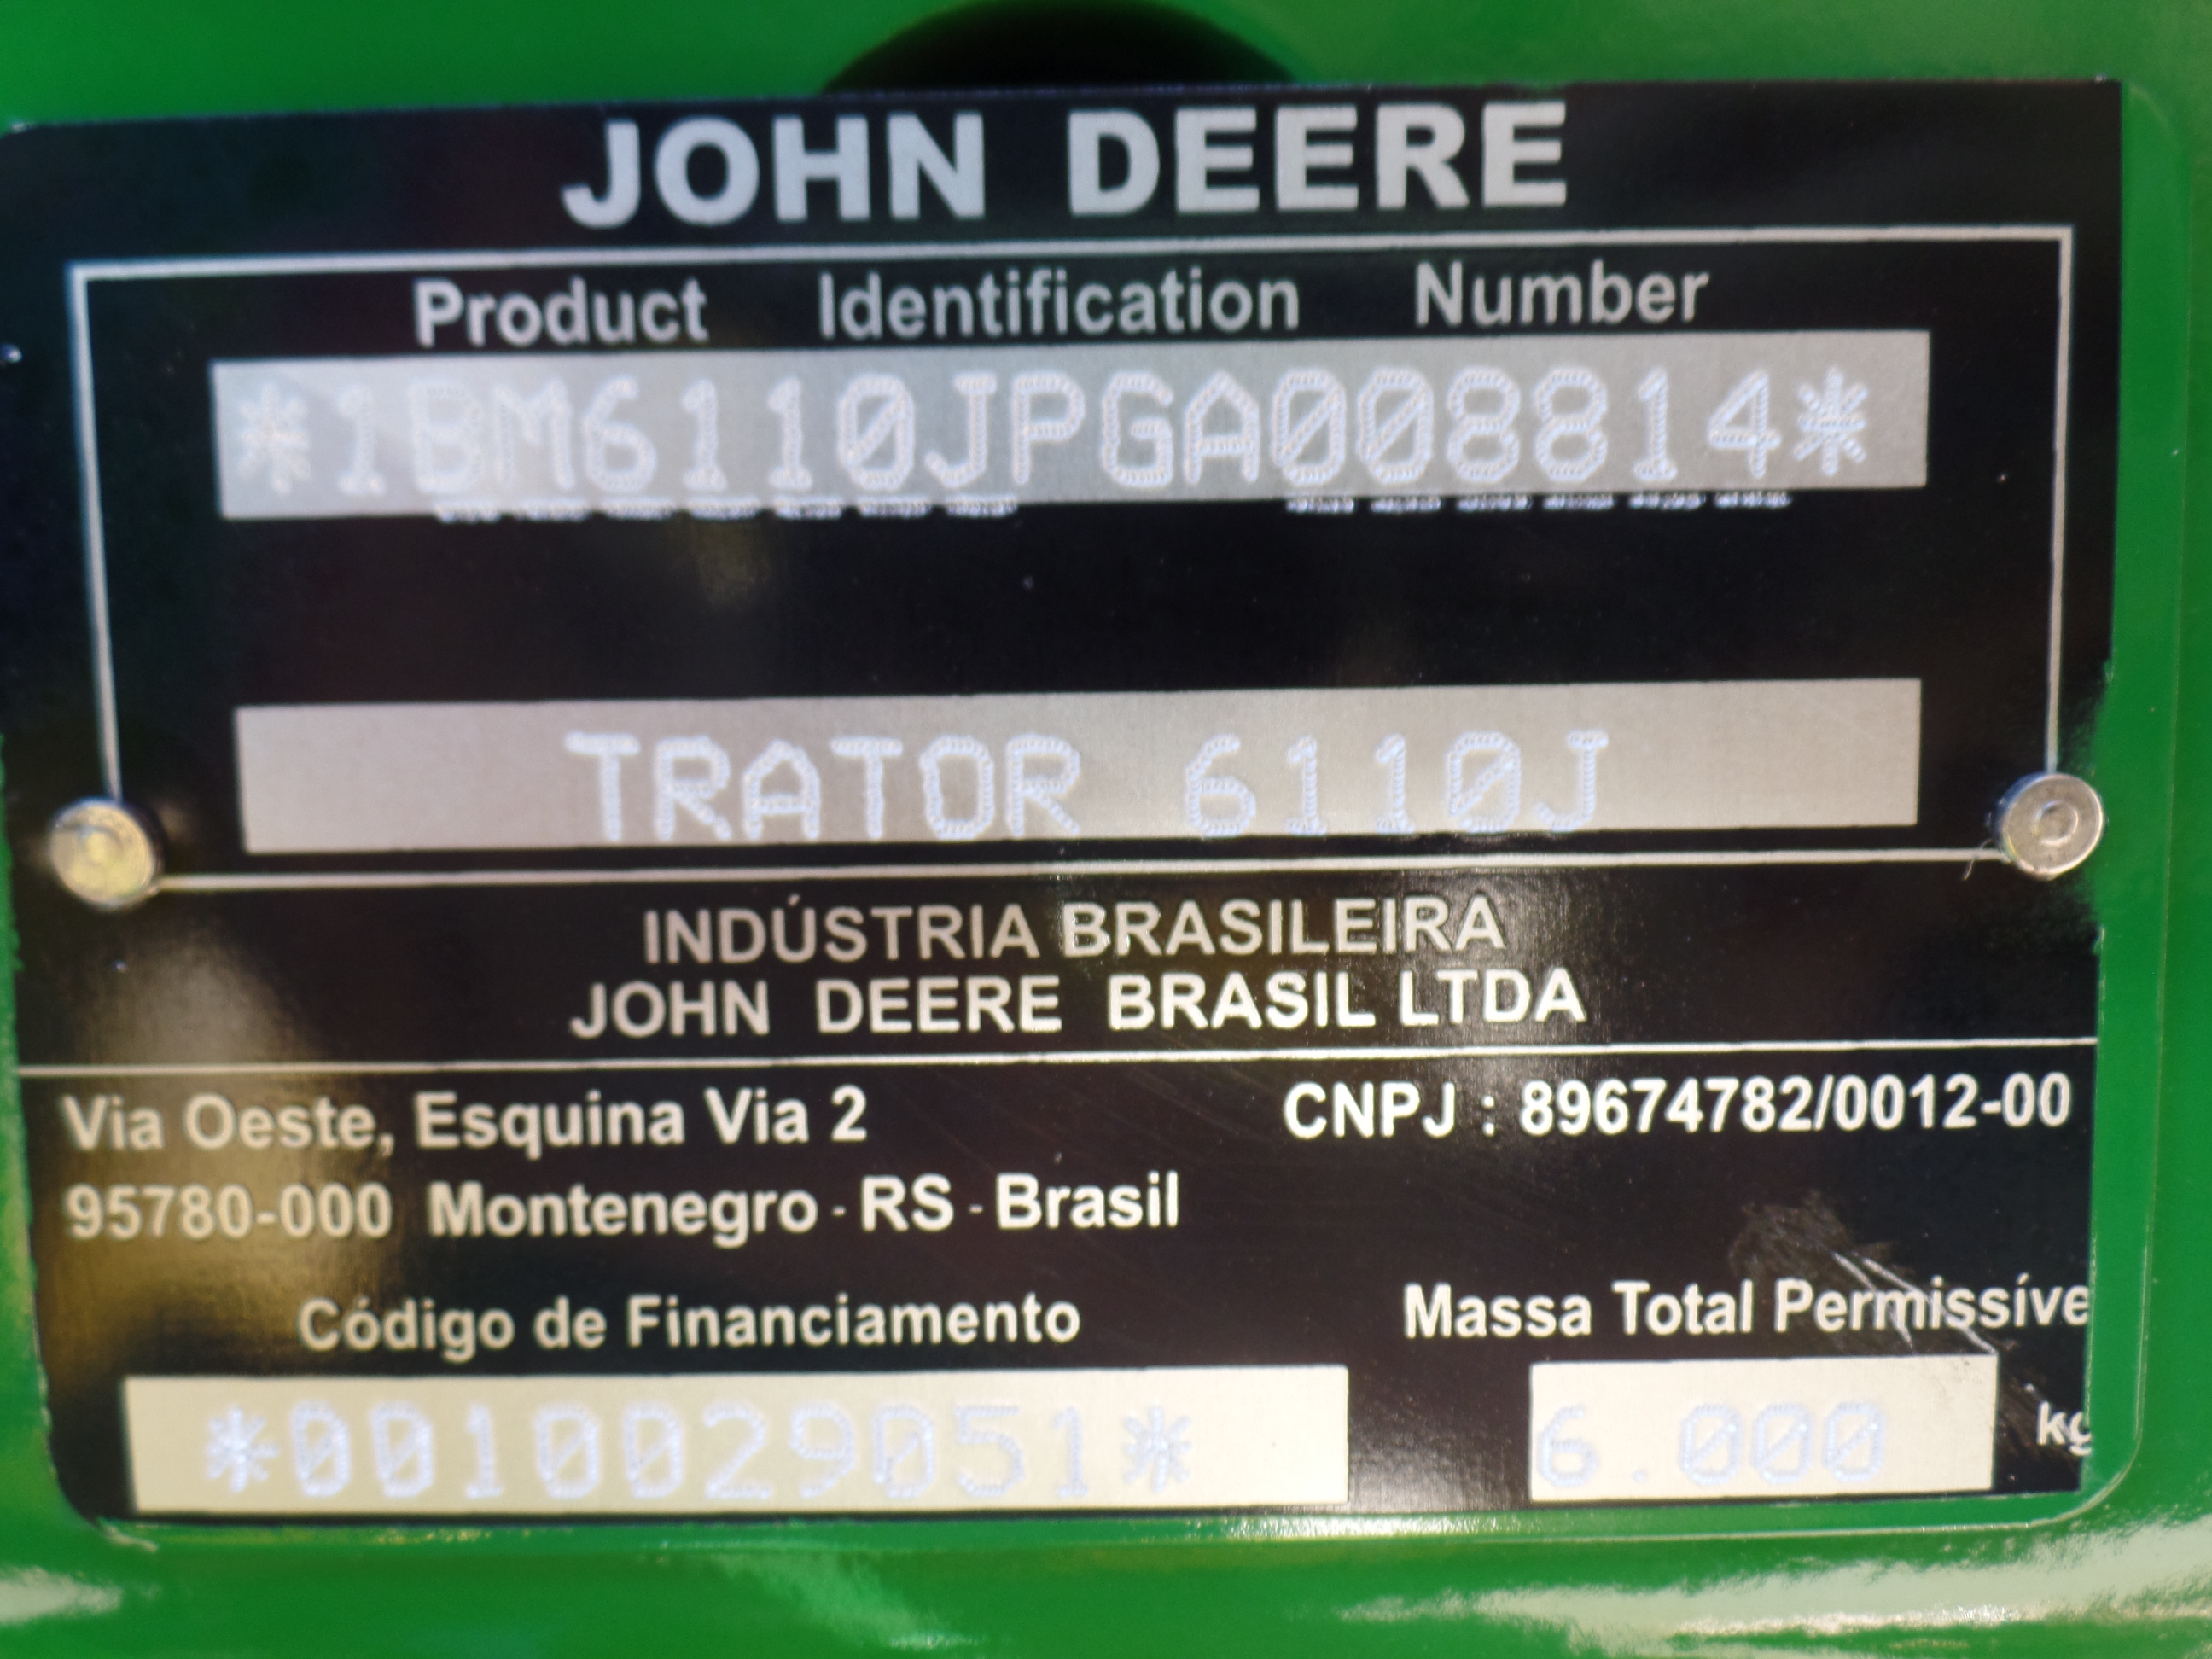 JOHN DEERE
Product Identification Number
*1BM6110JPGA008814*
TRATOR 6110J
INDÚSTRIA BRASILEIRA
JOHN DEERE BRASIL LTDA
Via Oeste, Esquina Via 2
CNPJ : 89674782/0012-00
95780-000 Montenegro - RS - Brasil
Código de Financiamento
Massa Total Permissíve
*0010029051*
6.000 kg